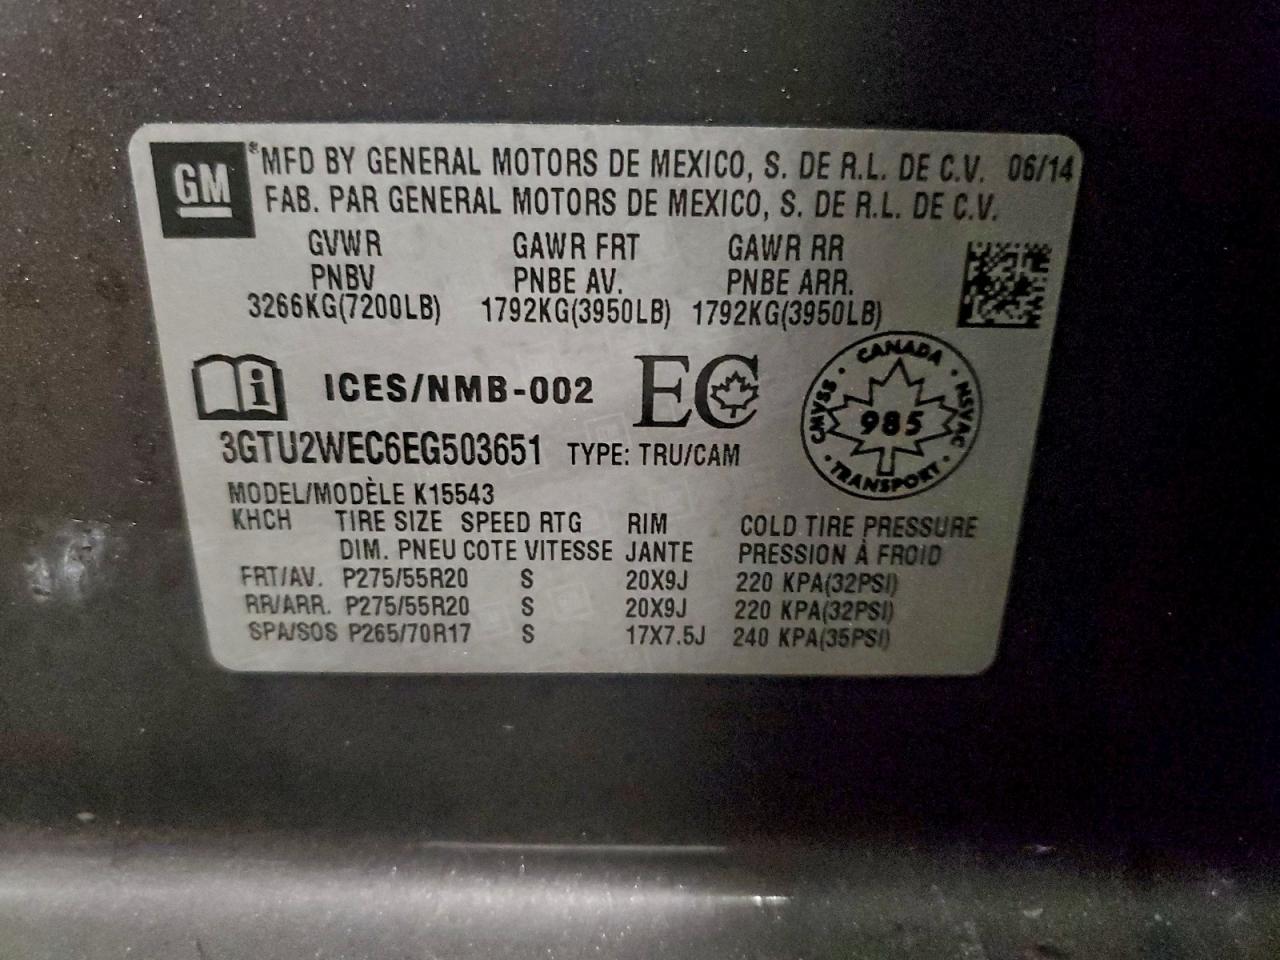 GM ® MFD BY GENERAL MOTORS DE MEXICO, S. DE R.L. DE C.V. 06/14
FAB. PAR GENERAL MOTORS DE MEXICO, S. DE R.L. DE C.V.
GVWR GAWR FRT GAWR RR
PNBV PNBE AV. PNBE ARR.
3266KG(7200LB) 1792KG(3950LB) 1792KG(3950LB)
ICES/NMB-002 EC
CANADA
CMVSS 985 NSVAC
TRANSPORT
3GTU2WEC6EG503651 TYPE: TRU/CAM
MODEL/MODÈLE K15543
KHCH TIRE SIZE SPEED RTG RIM COLD TIRE PRESSURE
DIM. PNEU COTE VITESSE JANTE PRESSION À FROID
FRT/AV. P275/55R20 S 20X9J 220 KPA(32PSI)
RR/ARR. P275/55R20 S 20X9J 220 KPA(32PSI)
SPA/SOS P265/70R17 S 17X7.5J 240 KPA(35PSI)